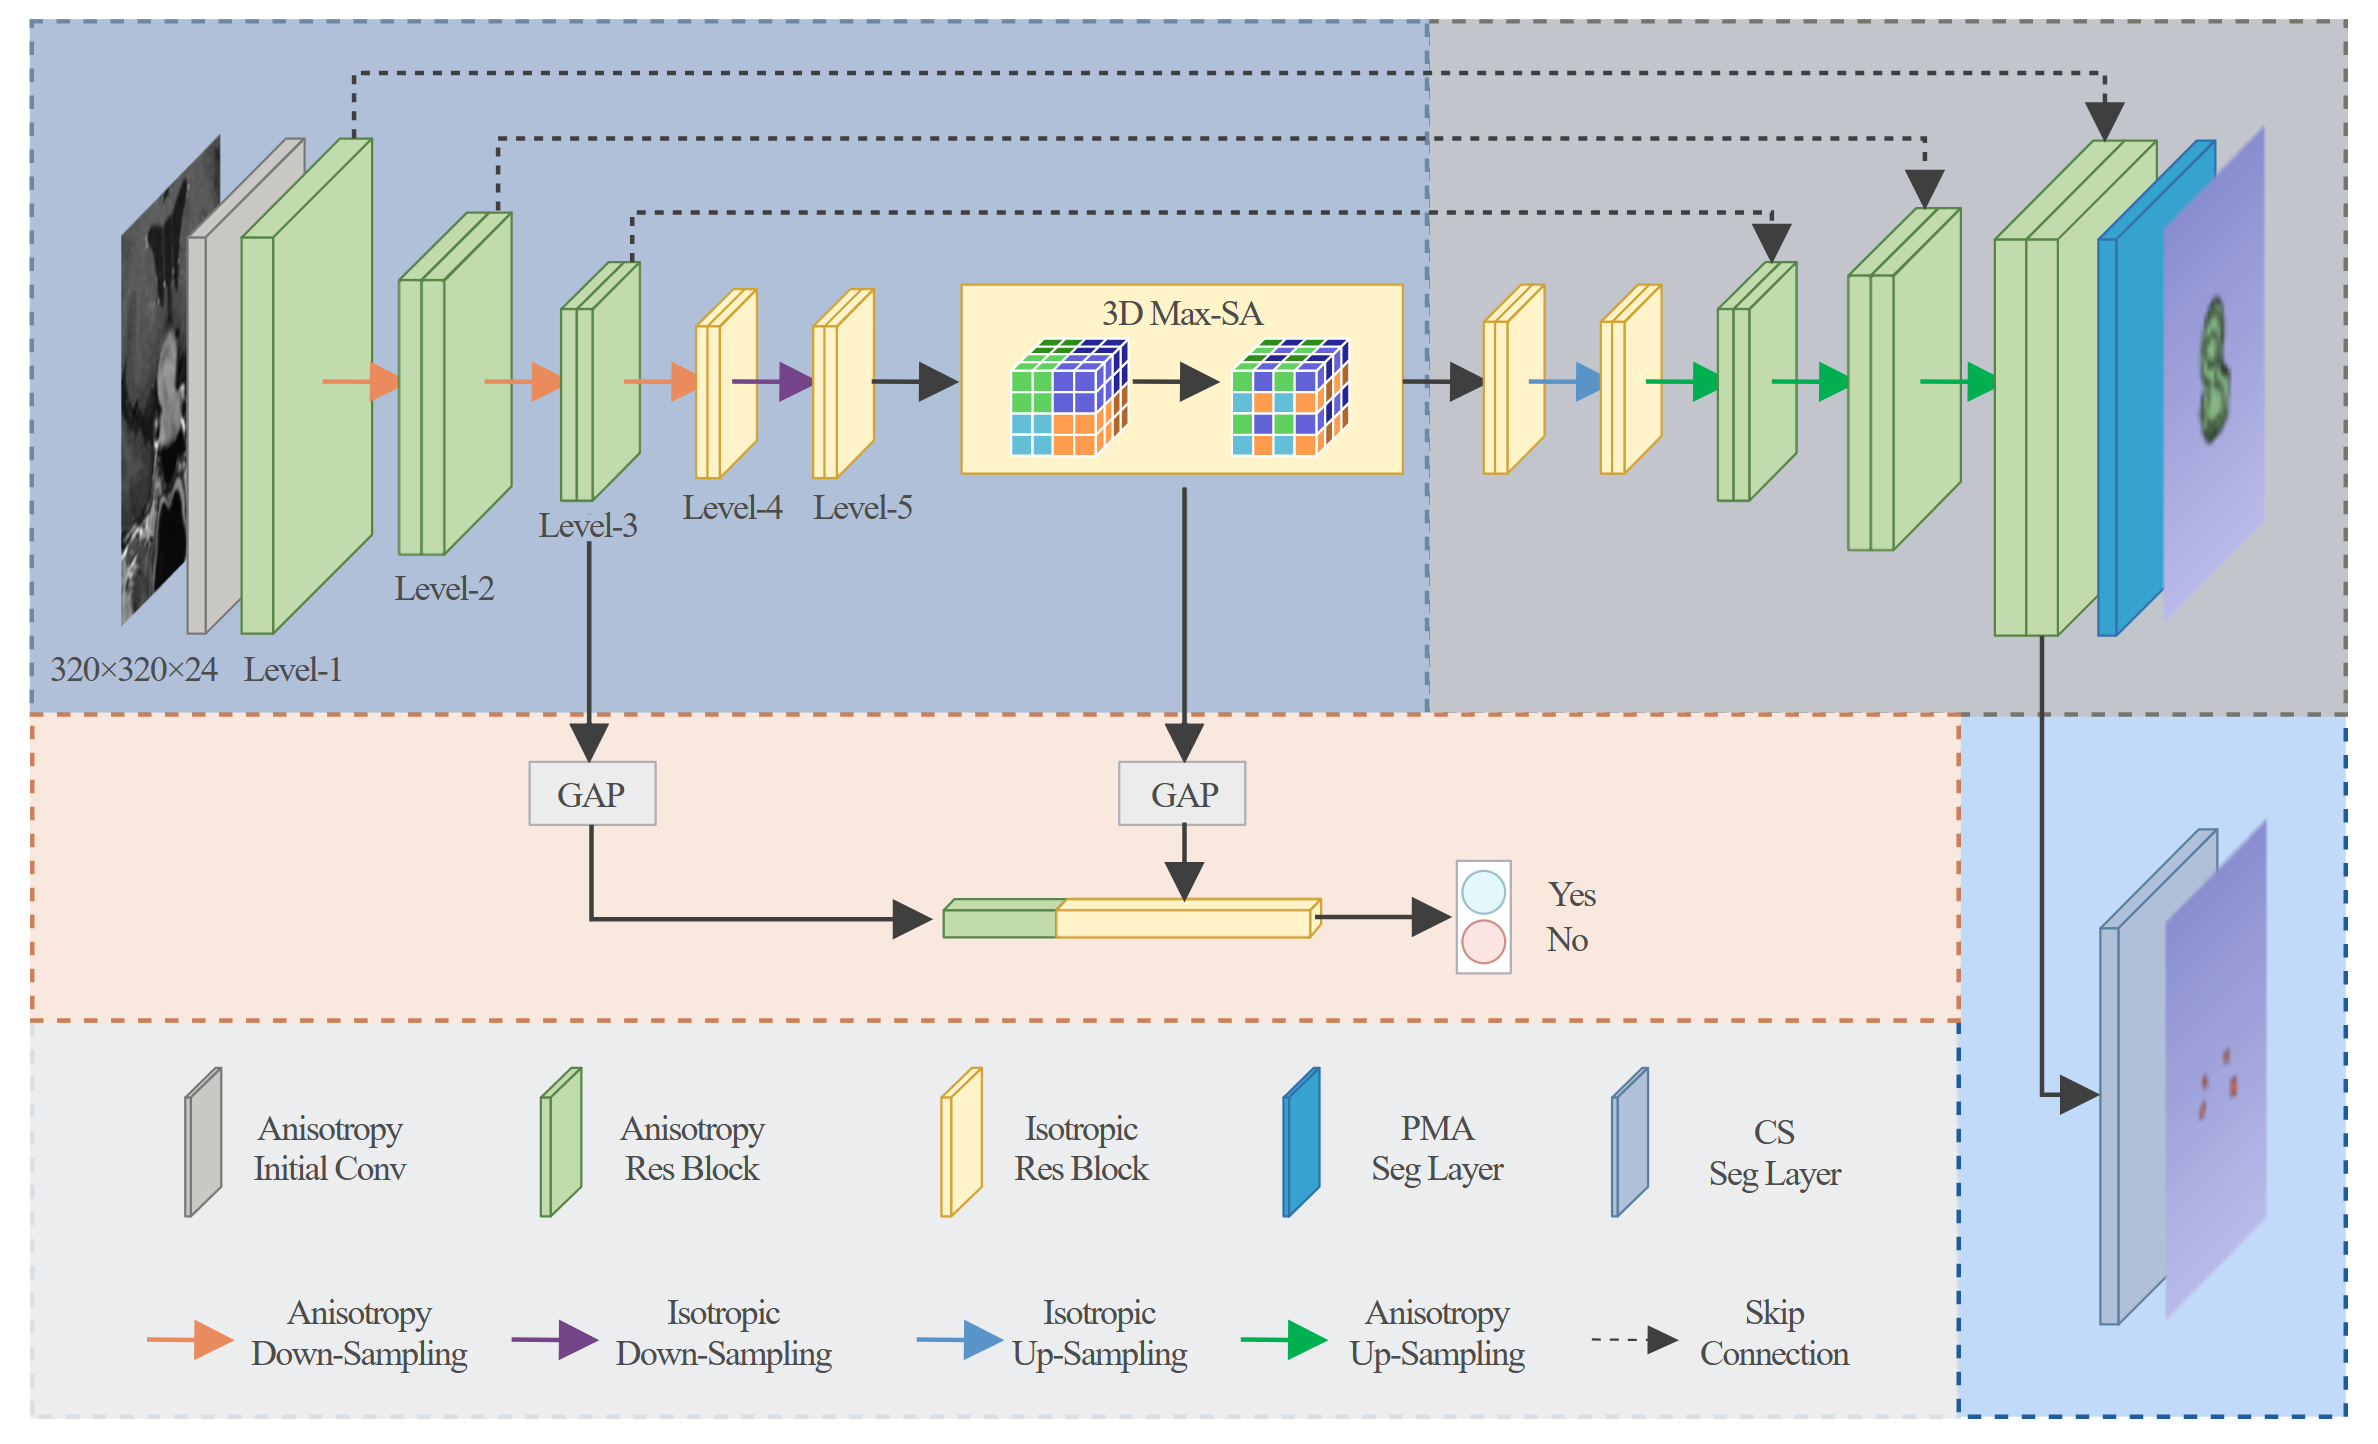 3D Max-SA
Level-4
Level-5
Level-3
Level-2
320×320×24
Level-1
GAP
GAP
Yes
No
Anisotropy
Initial Conv
Anisotropy
Res Block
Isotropic
Res Block
PMA
Seg Layer
CS
Seg Layer
Anisotropy
Down-Sampling
Isotropic
Down-Sampling
Isotropic
Up-Sampling
Anisotropy
Up-Sampling
Skip
Connection